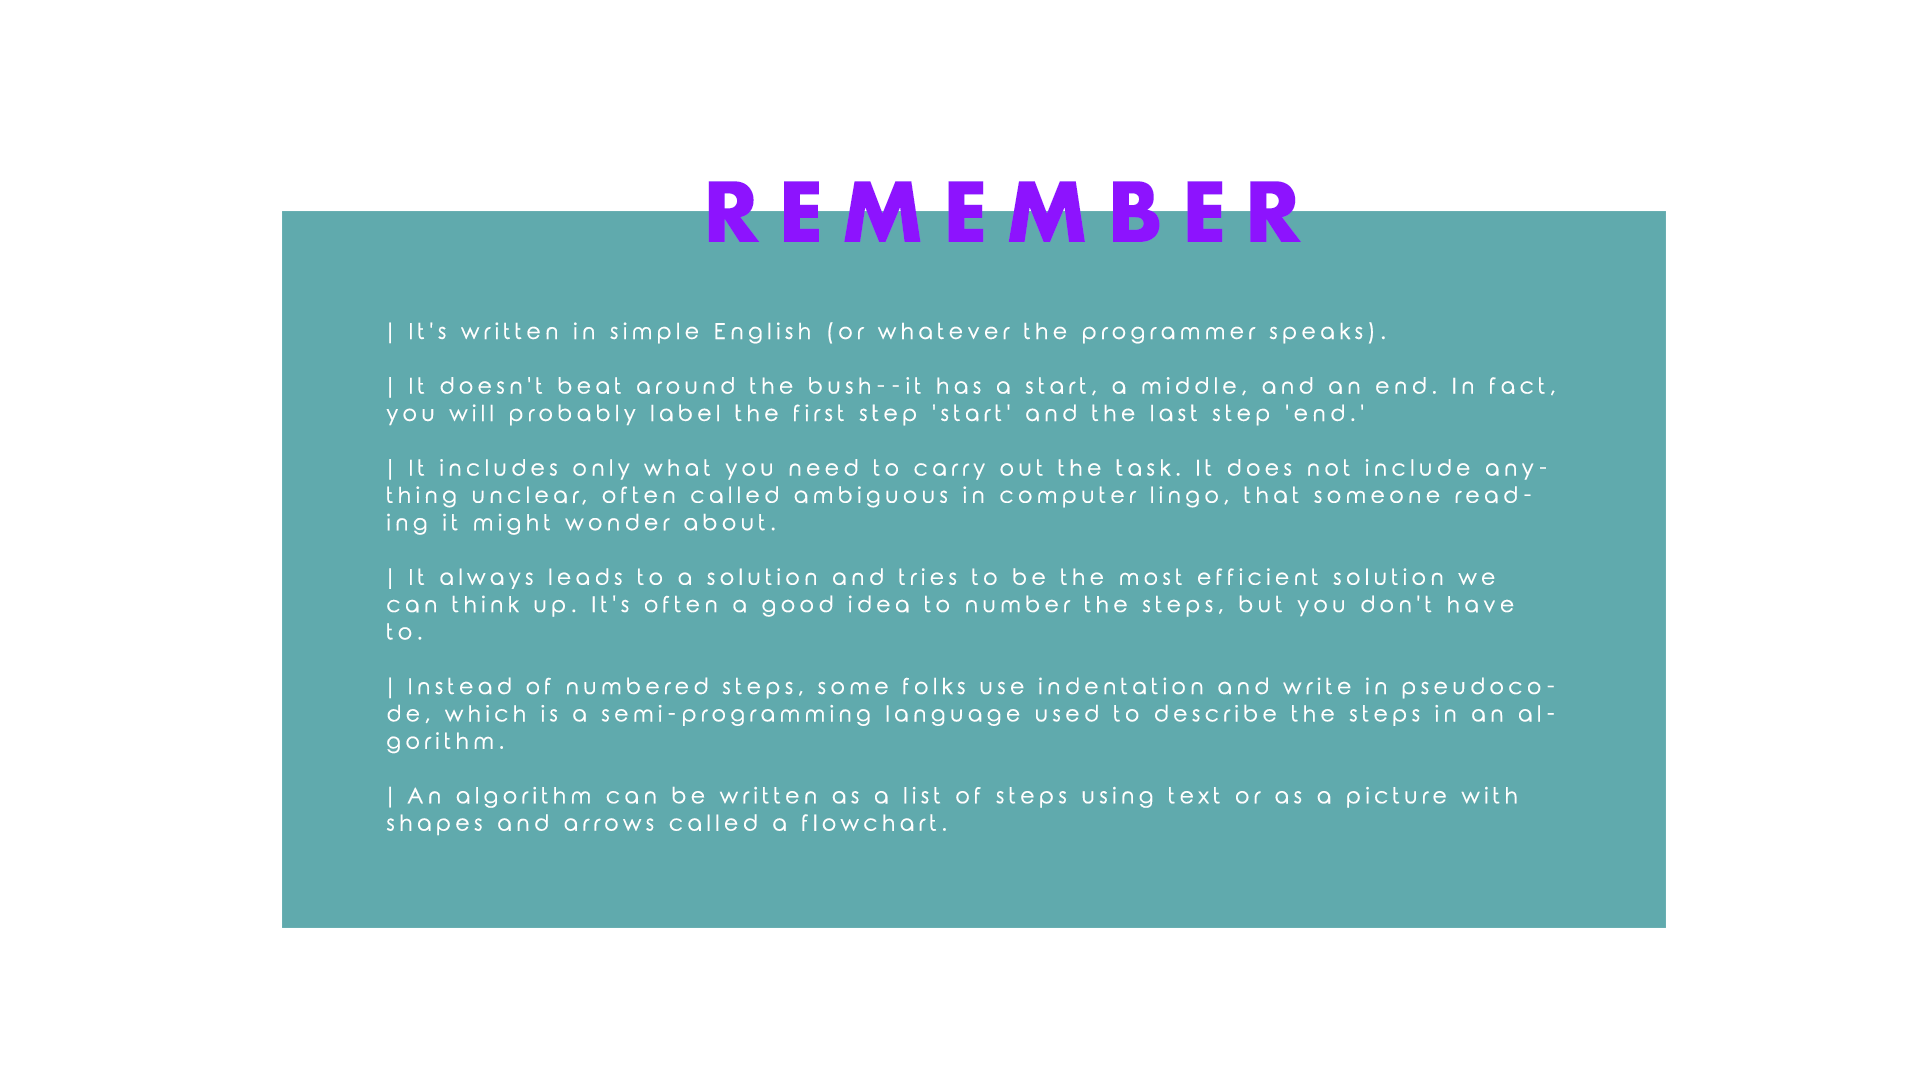 REMEMBER
| It's written in simple English (or whatever the programmer speaks).
| It doesn't beat around the bush--it has a start, a middle, and an end. In fact,
you will probably label the first step 'start' and the last step 'end.'
| It includes only what you need to carry out the task. It does not include any-
thing unclear, often called ambiguous in computer lingo, that someone read-
ing it might wonder about.
| It always leads to a solution and tries to be the most efficient solution we
can think up. It's often a good idea to number the steps, but you don't have
to.
| Instead of numbered steps, some folks use indentation and write in pseudoco-
de, which is a semi-programming language used to describe the steps in an al-
gorithm.
| An algorithm can be written as a list of steps using text or as a picture with
shapes and arrows called a flowchart.